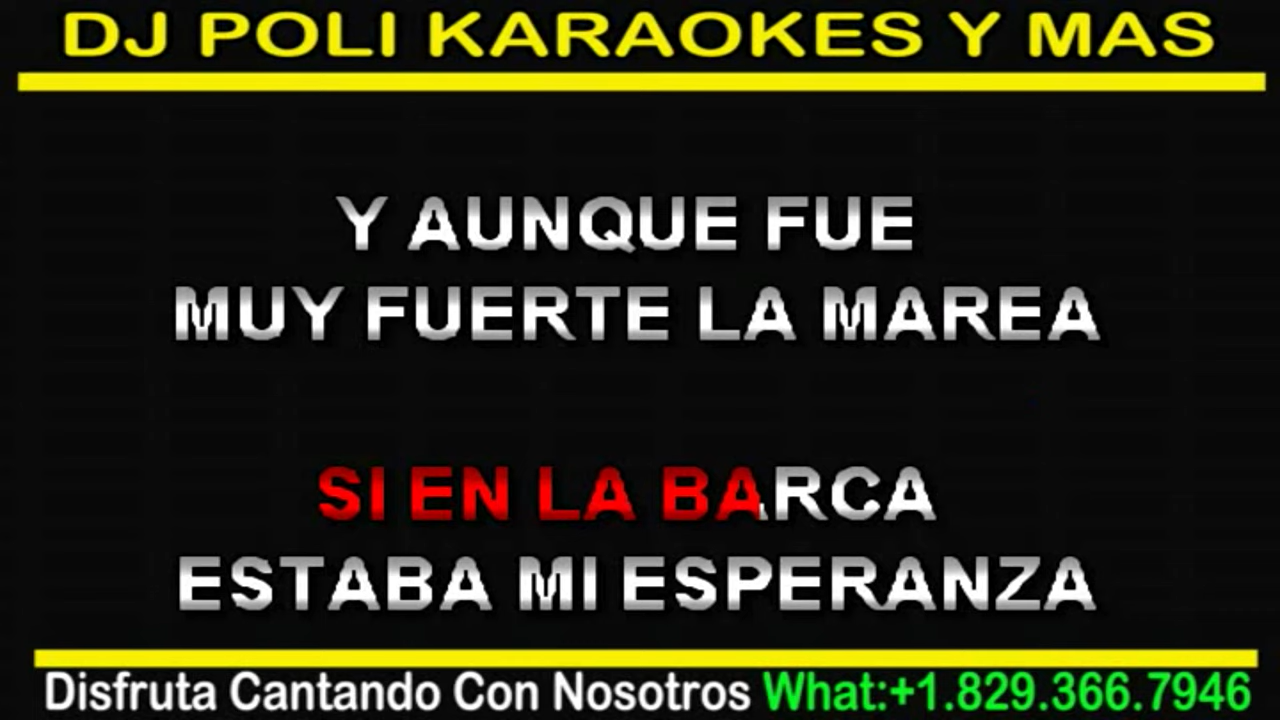 DJ POLI KARAOKES Y MAS
Y AUNQUE FUE
MUY FUERTE LA MAREA
SI EN LA BARCA
ESTABA MI ESPERANZA
Disfruta Cantando Con Nosotros What:+1.829.366.7946